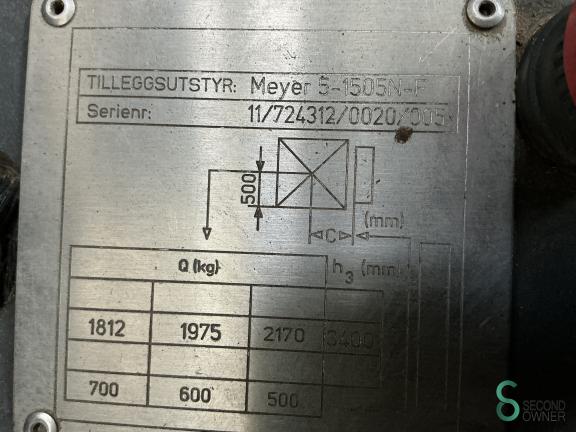 TILLEGGSUTSTYR: Meyer 5-1505N-F
Serienr: 11/724312/0020/005
500
(mm)
C
Q (kg) h3 (mm)
1812 1975 2170 3400
700 600 500
SECOND
OWNER